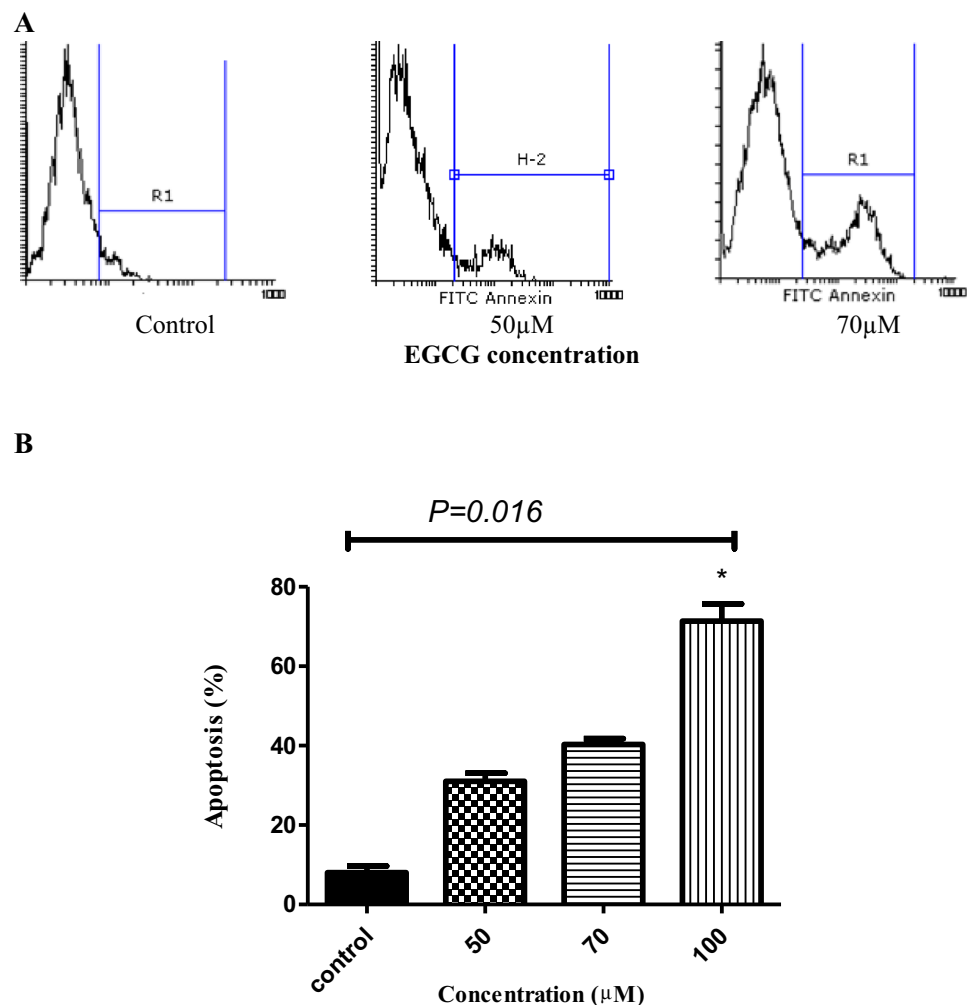 A
R1
H-2
R1
FITC Annexin
10000
FITC Annexin
Control
50µM
70µM
EGCG concentration
B
P=0.016
*
80
60
40
20
0
Apoptosis (%)
control
50
70
100
Concentration (µM)